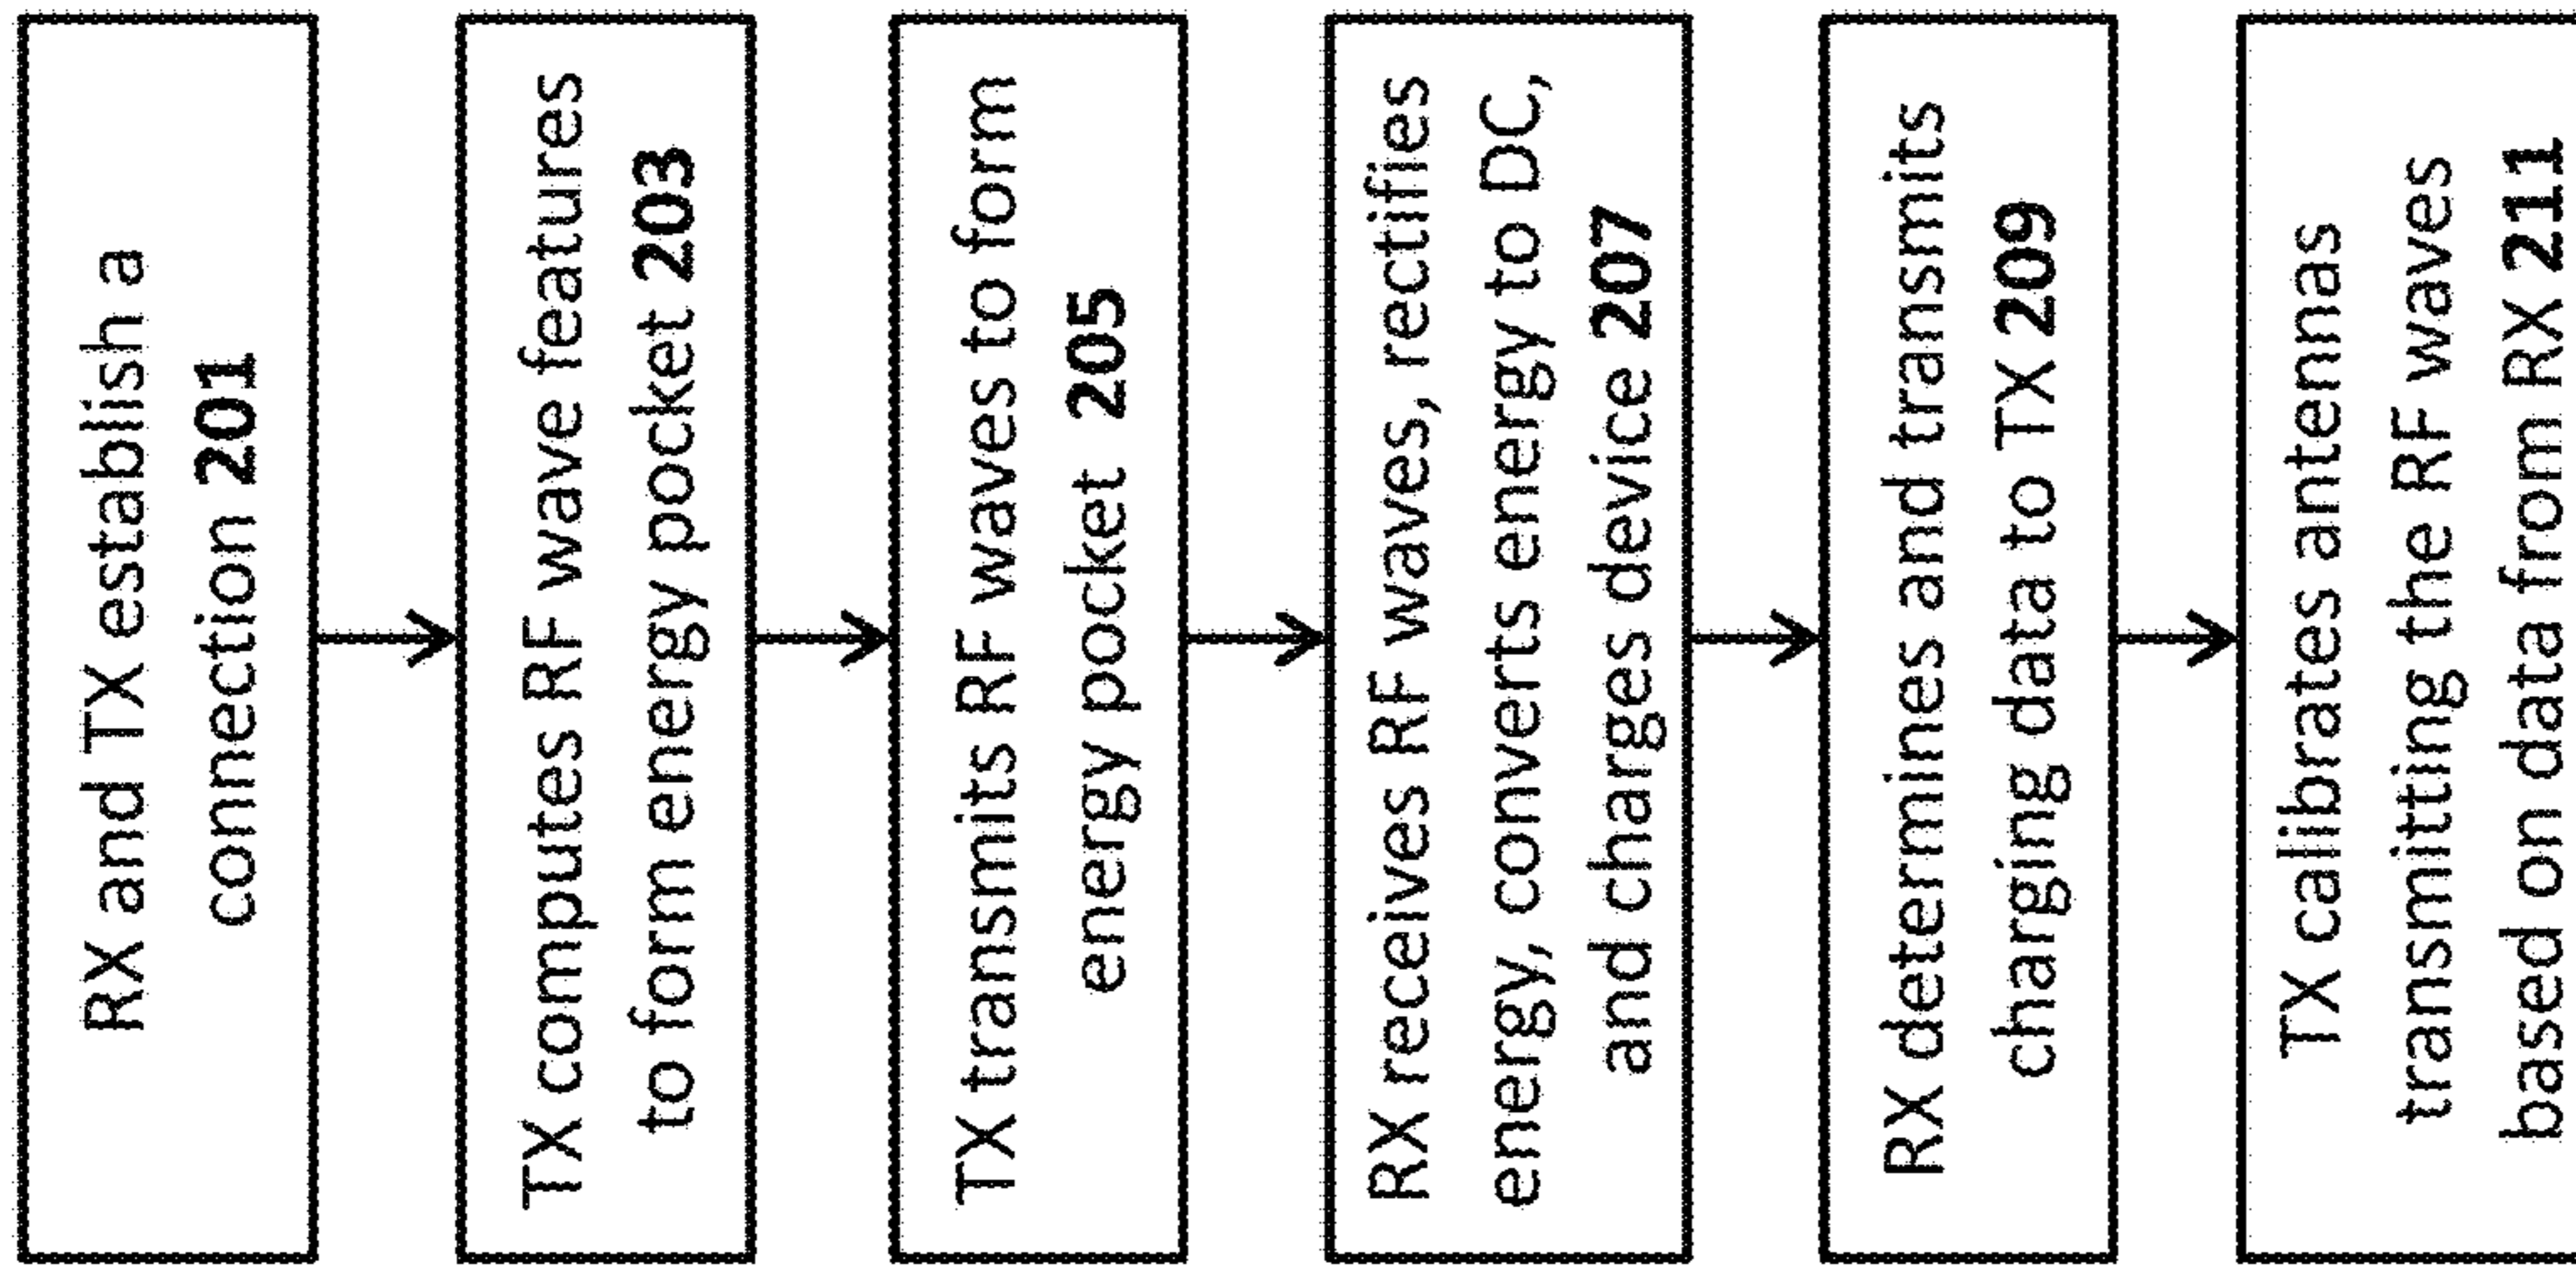 RX and TX establish a
connection 201
TX computes RF wave features
to form energy pocket 203
TX transmits RF waves to form
energy pocket 205
RX receives RF waves, rectifies
energy, converts energy to DC,
and charges device 207
RX determines and transmits
charging data to TX 209
TX calibrates antennas
transmitting the RF waves
based on data from RX 211